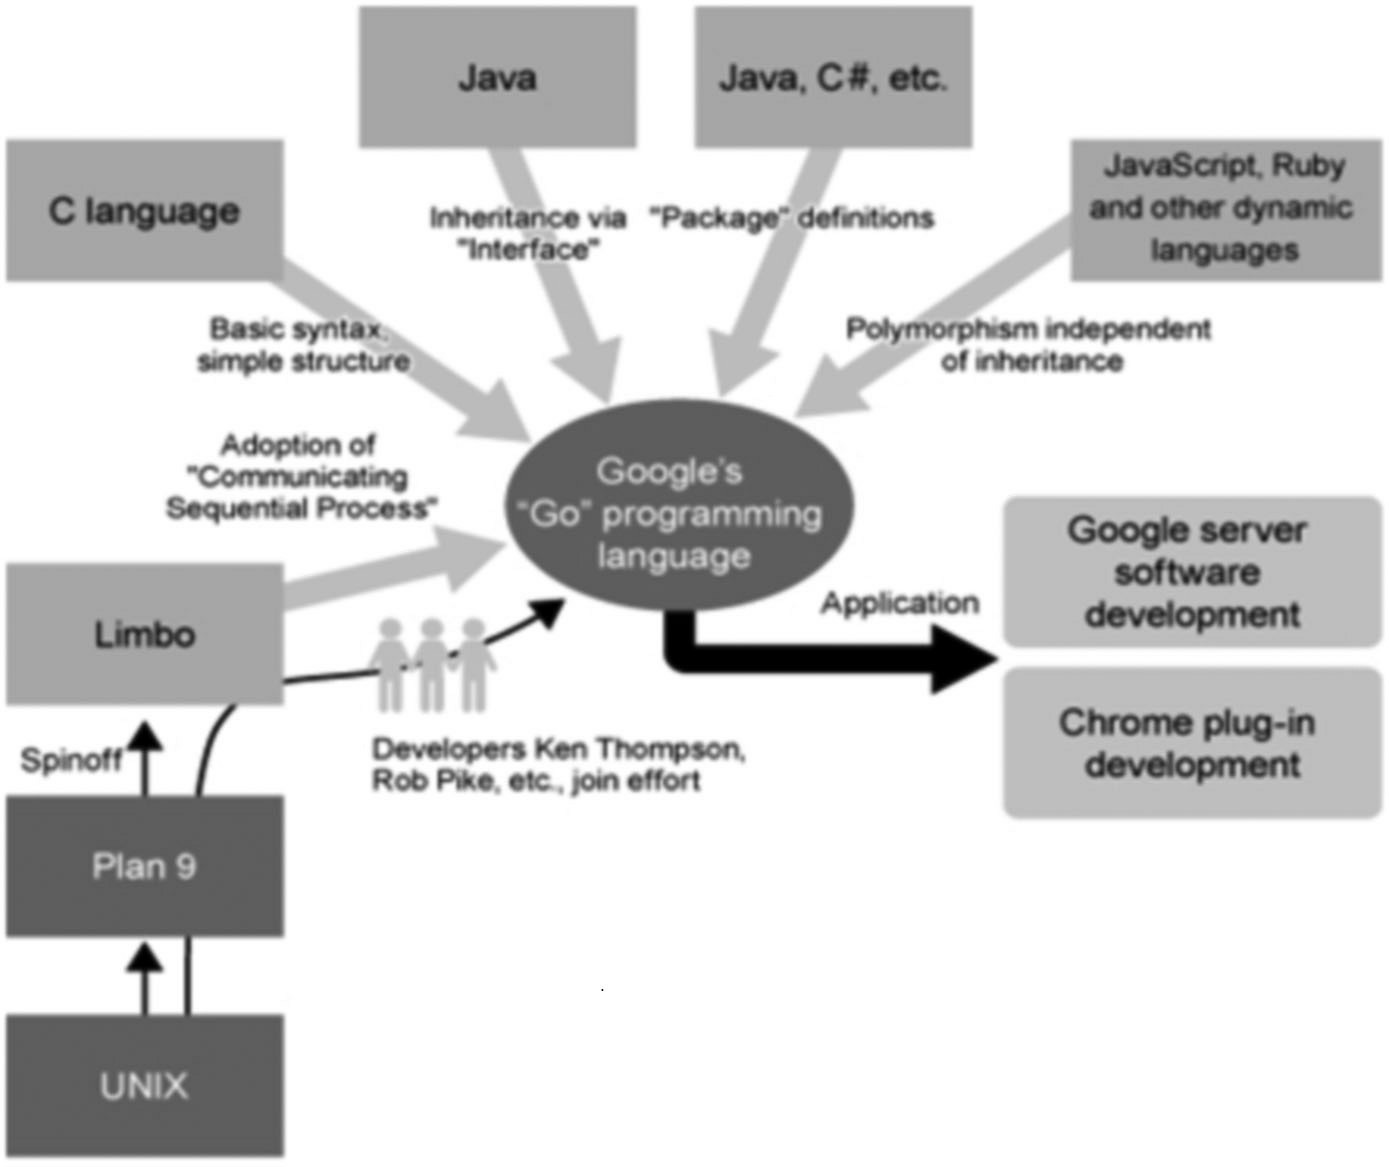 Java
Java, C#, etc.
C language
JavaScript, Ruby
and other dynamic
languages
Inheritance via
"Interface"
"Package" definitions
Basic syntax,
simple structure
Polymorphism independent
of inheritance
Adoption of
"Communicating
Sequential Process"
Google's
"Go" programming
language
Limbo
Application
Google server
software
development
Chrome plug-in
development
Developers Ken Thompson,
Rob Pike, etc., join effort
Spinoff
Plan 9
UNIX